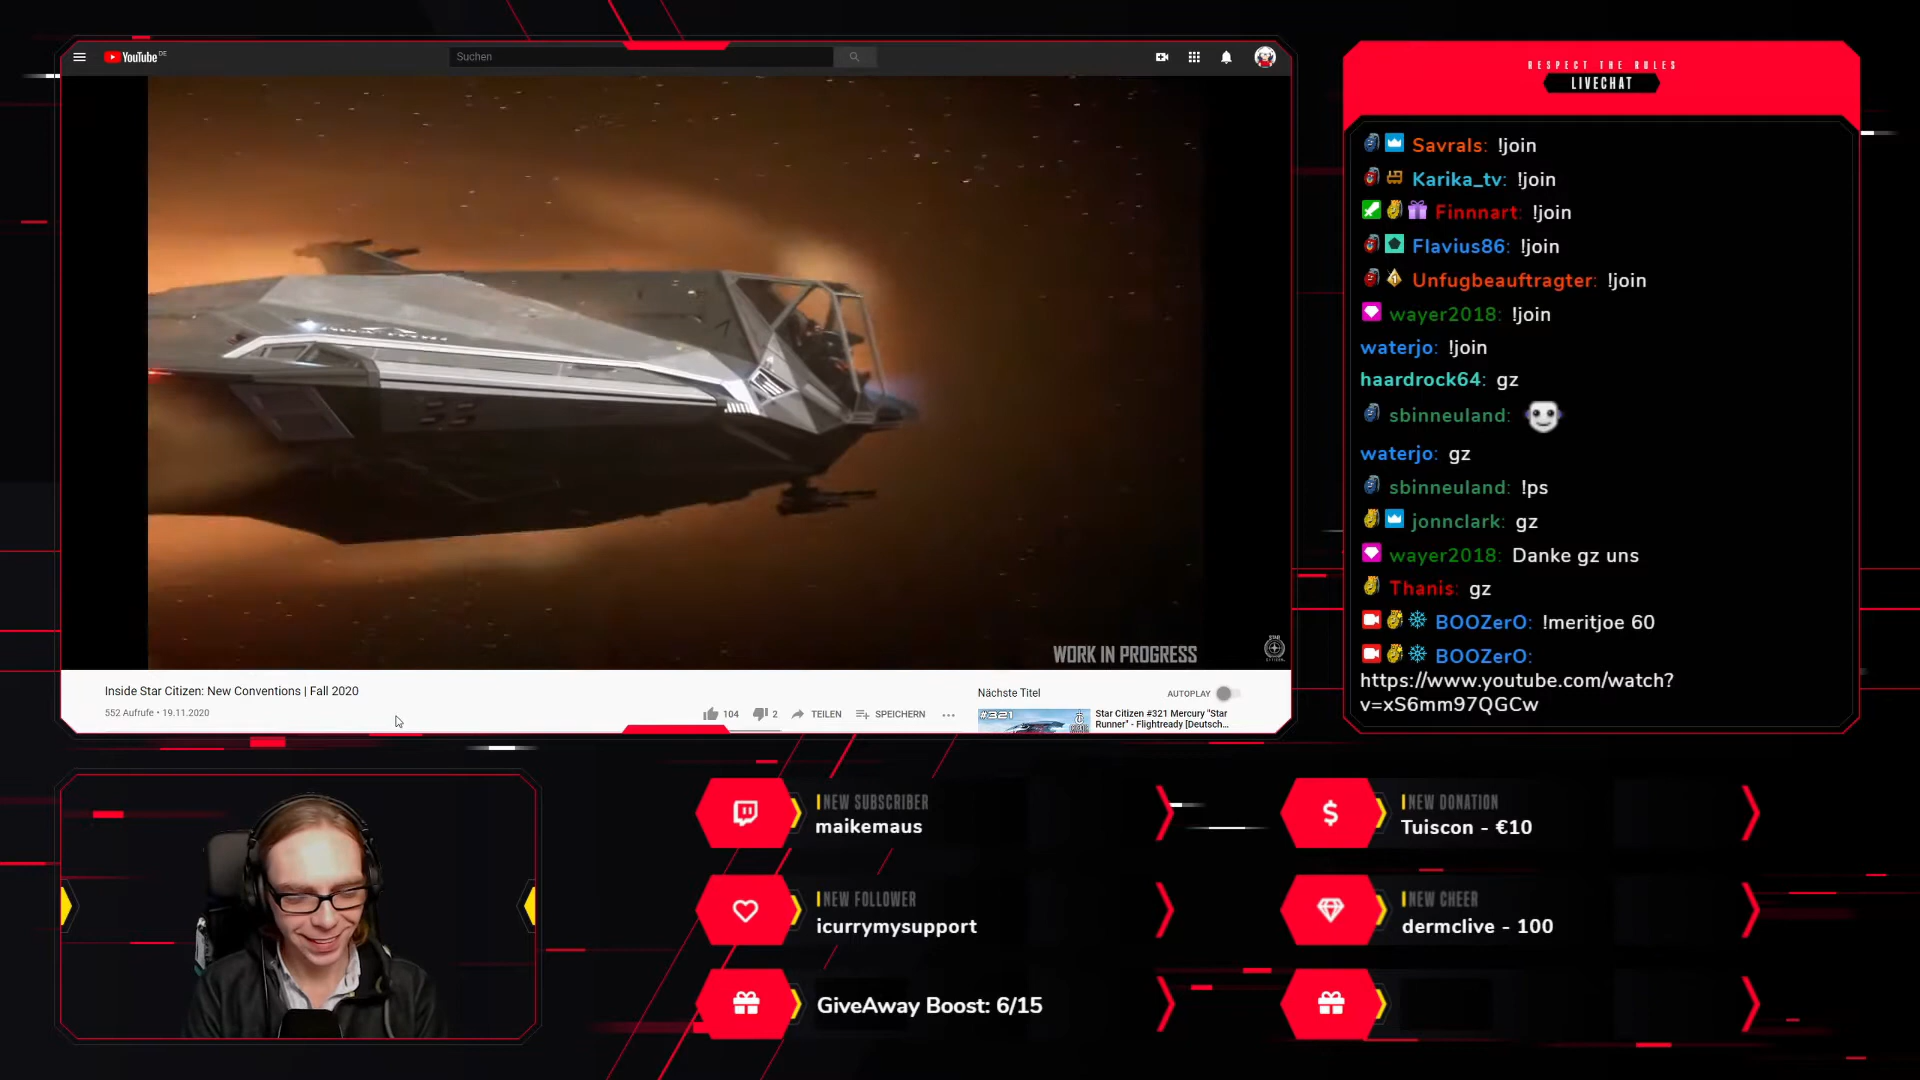 YouTube DE
Suchen
WORK IN PROGRESS
Inside Star Citizen: New Conventions | Fall 2020
552 Aufrufe • 19.11.2020
104
2
TEILEN
SPEICHERN
Nächste Titel
AUTOPLAY
#321
Star Citizen #321 Mercury "Star
Runner" - Flightready [Deutsch...
RESPECT THE RULES
LIVECHAT
Savrals: !join
Karika_tv: !join
Finnnart: !join
Flavius86: !join
Unfugbeauftragter: !join
wayer2018: !join
waterjo: !join
haardrock64: gz
sbinneuland:
waterjo: gz
sbinneuland: !ps
jonnclark: gz
wayer2018: Danke gz uns
Thanis: gz
BOOZerO: !meritjoe 60
BOOZerO:
https://www.youtube.com/watch?
v=xS6mm97QGCw
NEW SUBSCRIBER
maikemaus
NEW DONATION
Tuiscon - €10
NEW FOLLOWER
icurrymysupport
NEW CHEER
dermclive - 100
GiveAway Boost: 6/15